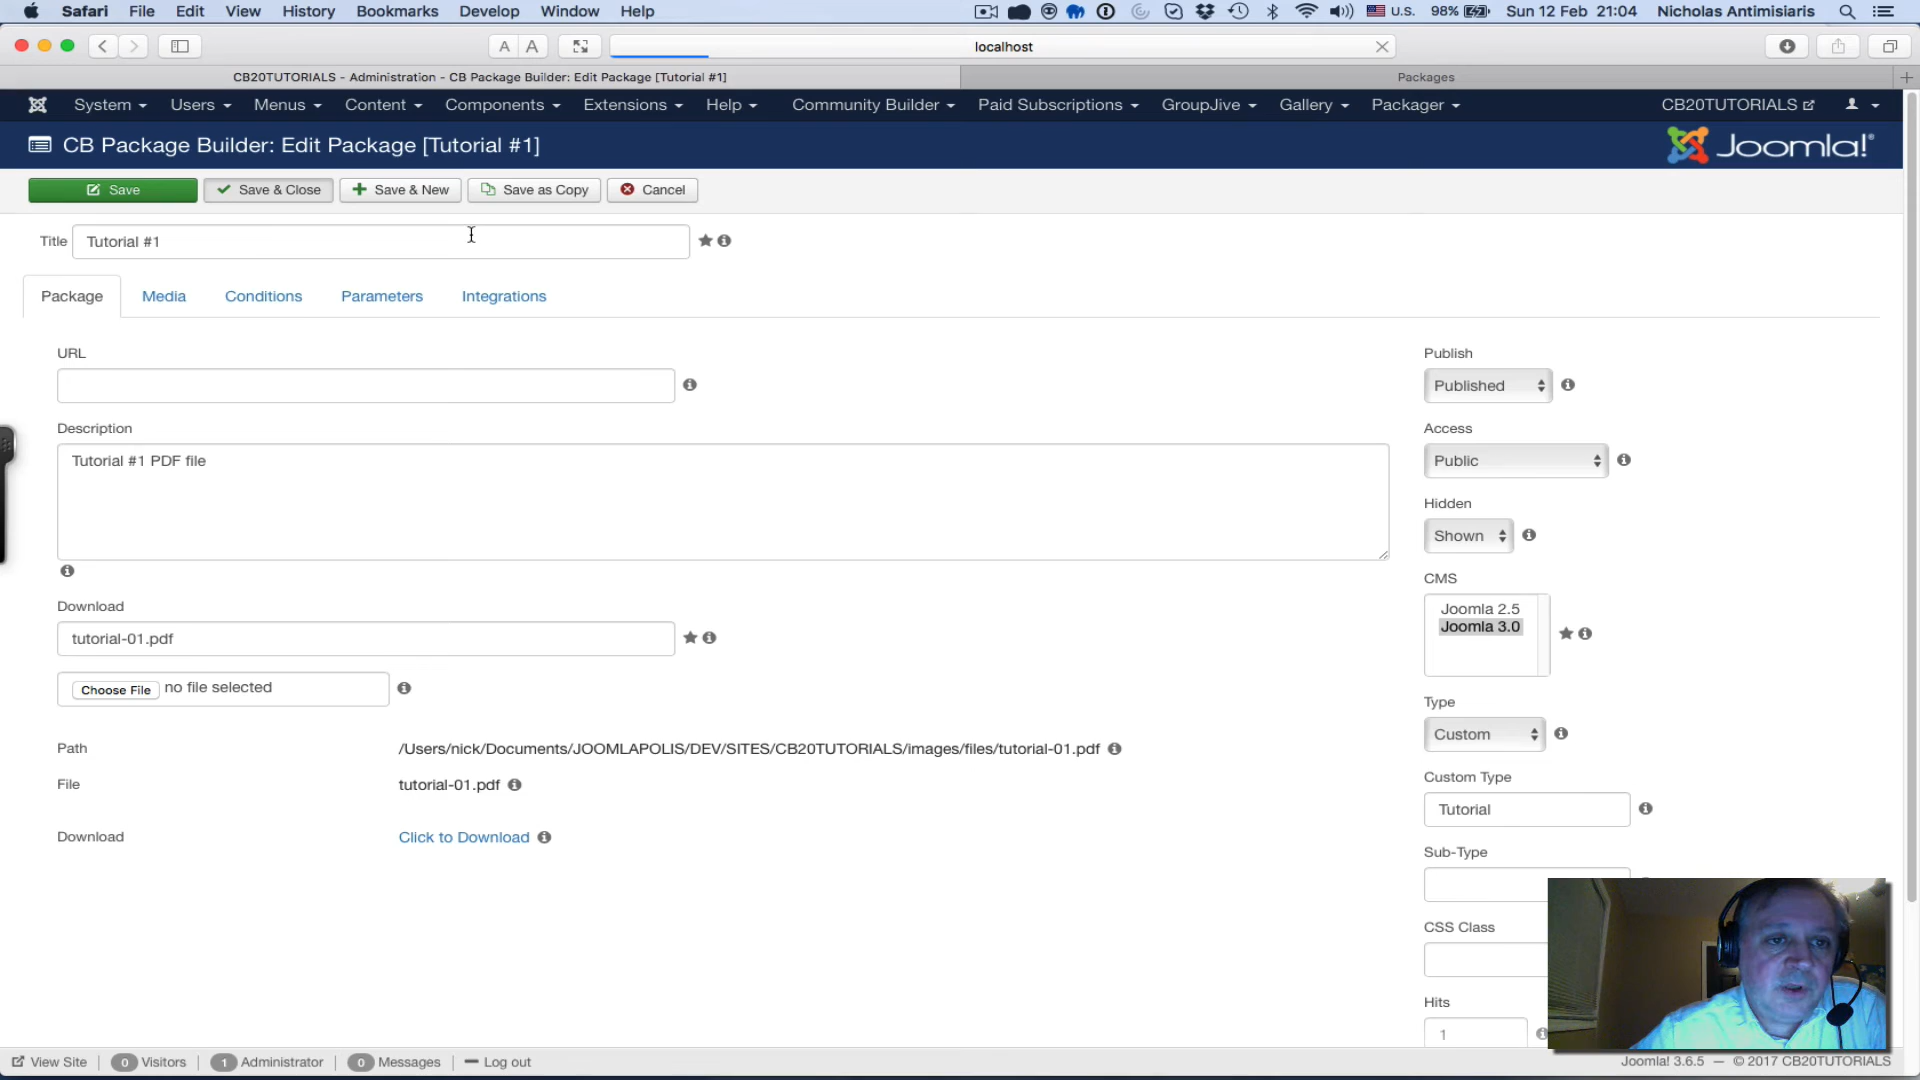 Safari File Edit View History Bookmarks Develop Window Help U.S. 98% Sun 12 Feb 21:04 Nicholas Antimisiaris
A A localhost
CB20TUTORIALS - Administration - CB Package Builder: Edit Package [Tutorial #1] Packages
System Users Menus Content Components Extensions Help Community Builder Paid Subscriptions GroupJive Gallery Packager CB20TUTORIALS
CB Package Builder: Edit Package [Tutorial #1] Joomla!®
Save Save & Close Save & New Save as Copy Cancel
Title Tutorial #1
Package Media Conditions Parameters Integrations
URL
Description
Tutorial #1 PDF file
Download
tutorial-01.pdf
Choose File no file selected
Path /Users/nick/Documents/JOOMLAPOLIS/DEV/SITES/CB20TUTORIALS/images/files/tutorial-01.pdf
File tutorial-01.pdf
Download Click to Download
Publish
Published
Access
Public
Hidden
Shown
CMS
Joomla 2.5
Joomla 3.0
Type
Custom
Custom Type
Tutorial
Sub-Type
CSS Class
Hits
1
View Site 0 Visitors 1 Administrator 0 Messages Log out Joomla! 3.6.5 — © 2017 CB20TUTORIALS